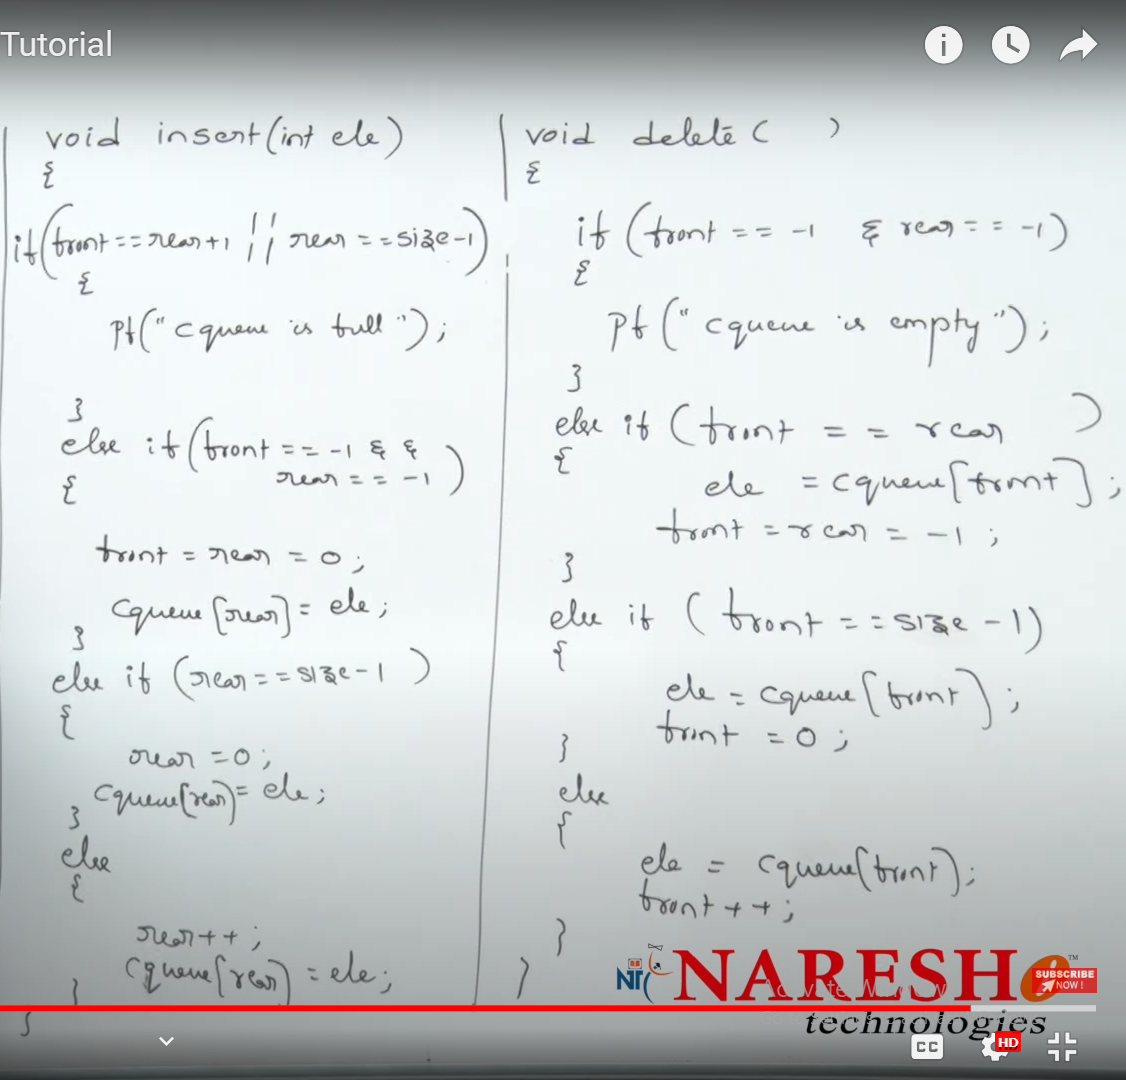 Tutorial
void insert(int ele)
{
if(front==rear+1 || rear==size-1)
{
Pf("cqueue is full");
}
else if(front==-1 &&
rear==-1)
{
front=rear=0;
cqueue[rear]=ele;
}
else if(rear==size-1)
{
rear=0;
cqueue[rear]=ele;
}
else
{
rear++;
cqueue[rear]=ele;
}
}
void delete( )
{
if(front==-1 & rear==-1)
{
Pf("cqueue is empty");
}
else if(front==rear)
{
ele=cqueue[front];
front=rear=-1;
}
else if(front==size-1)
{
ele=cqueue[front];
front=0;
}
else
{
ele=cqueue[front];
front++;
}
}
NT
NARESH
TM
technologies
SUBSCRIBE
NOW!
CC
HD